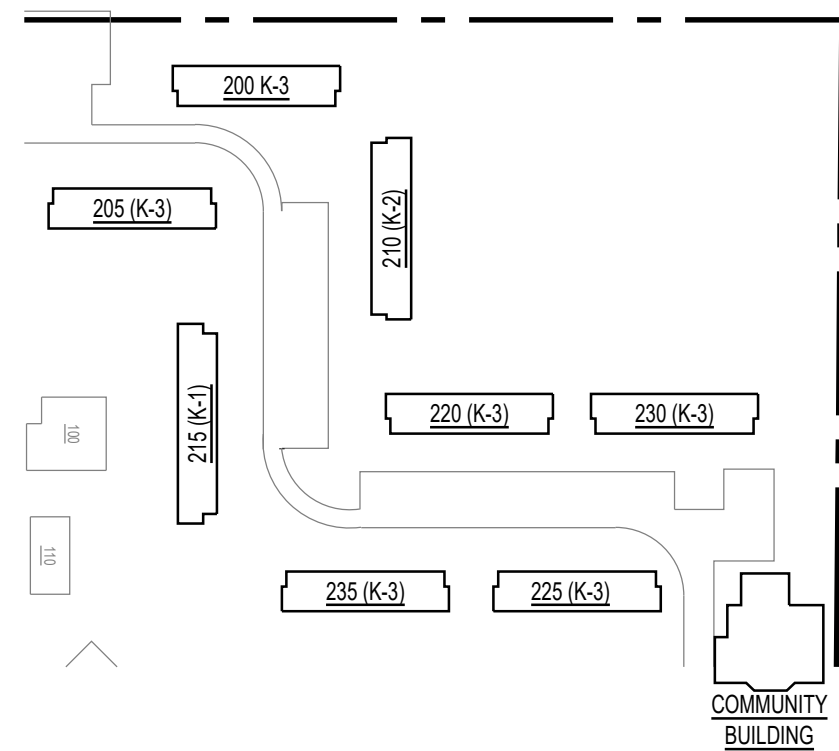 200 K-3
205 (K-3)
210 (K-2)
215 (K-1)
100
220 (K-3)
230 (K-3)
110
235 (K-3)
225 (K-3)
COMMUNITY
BUILDING